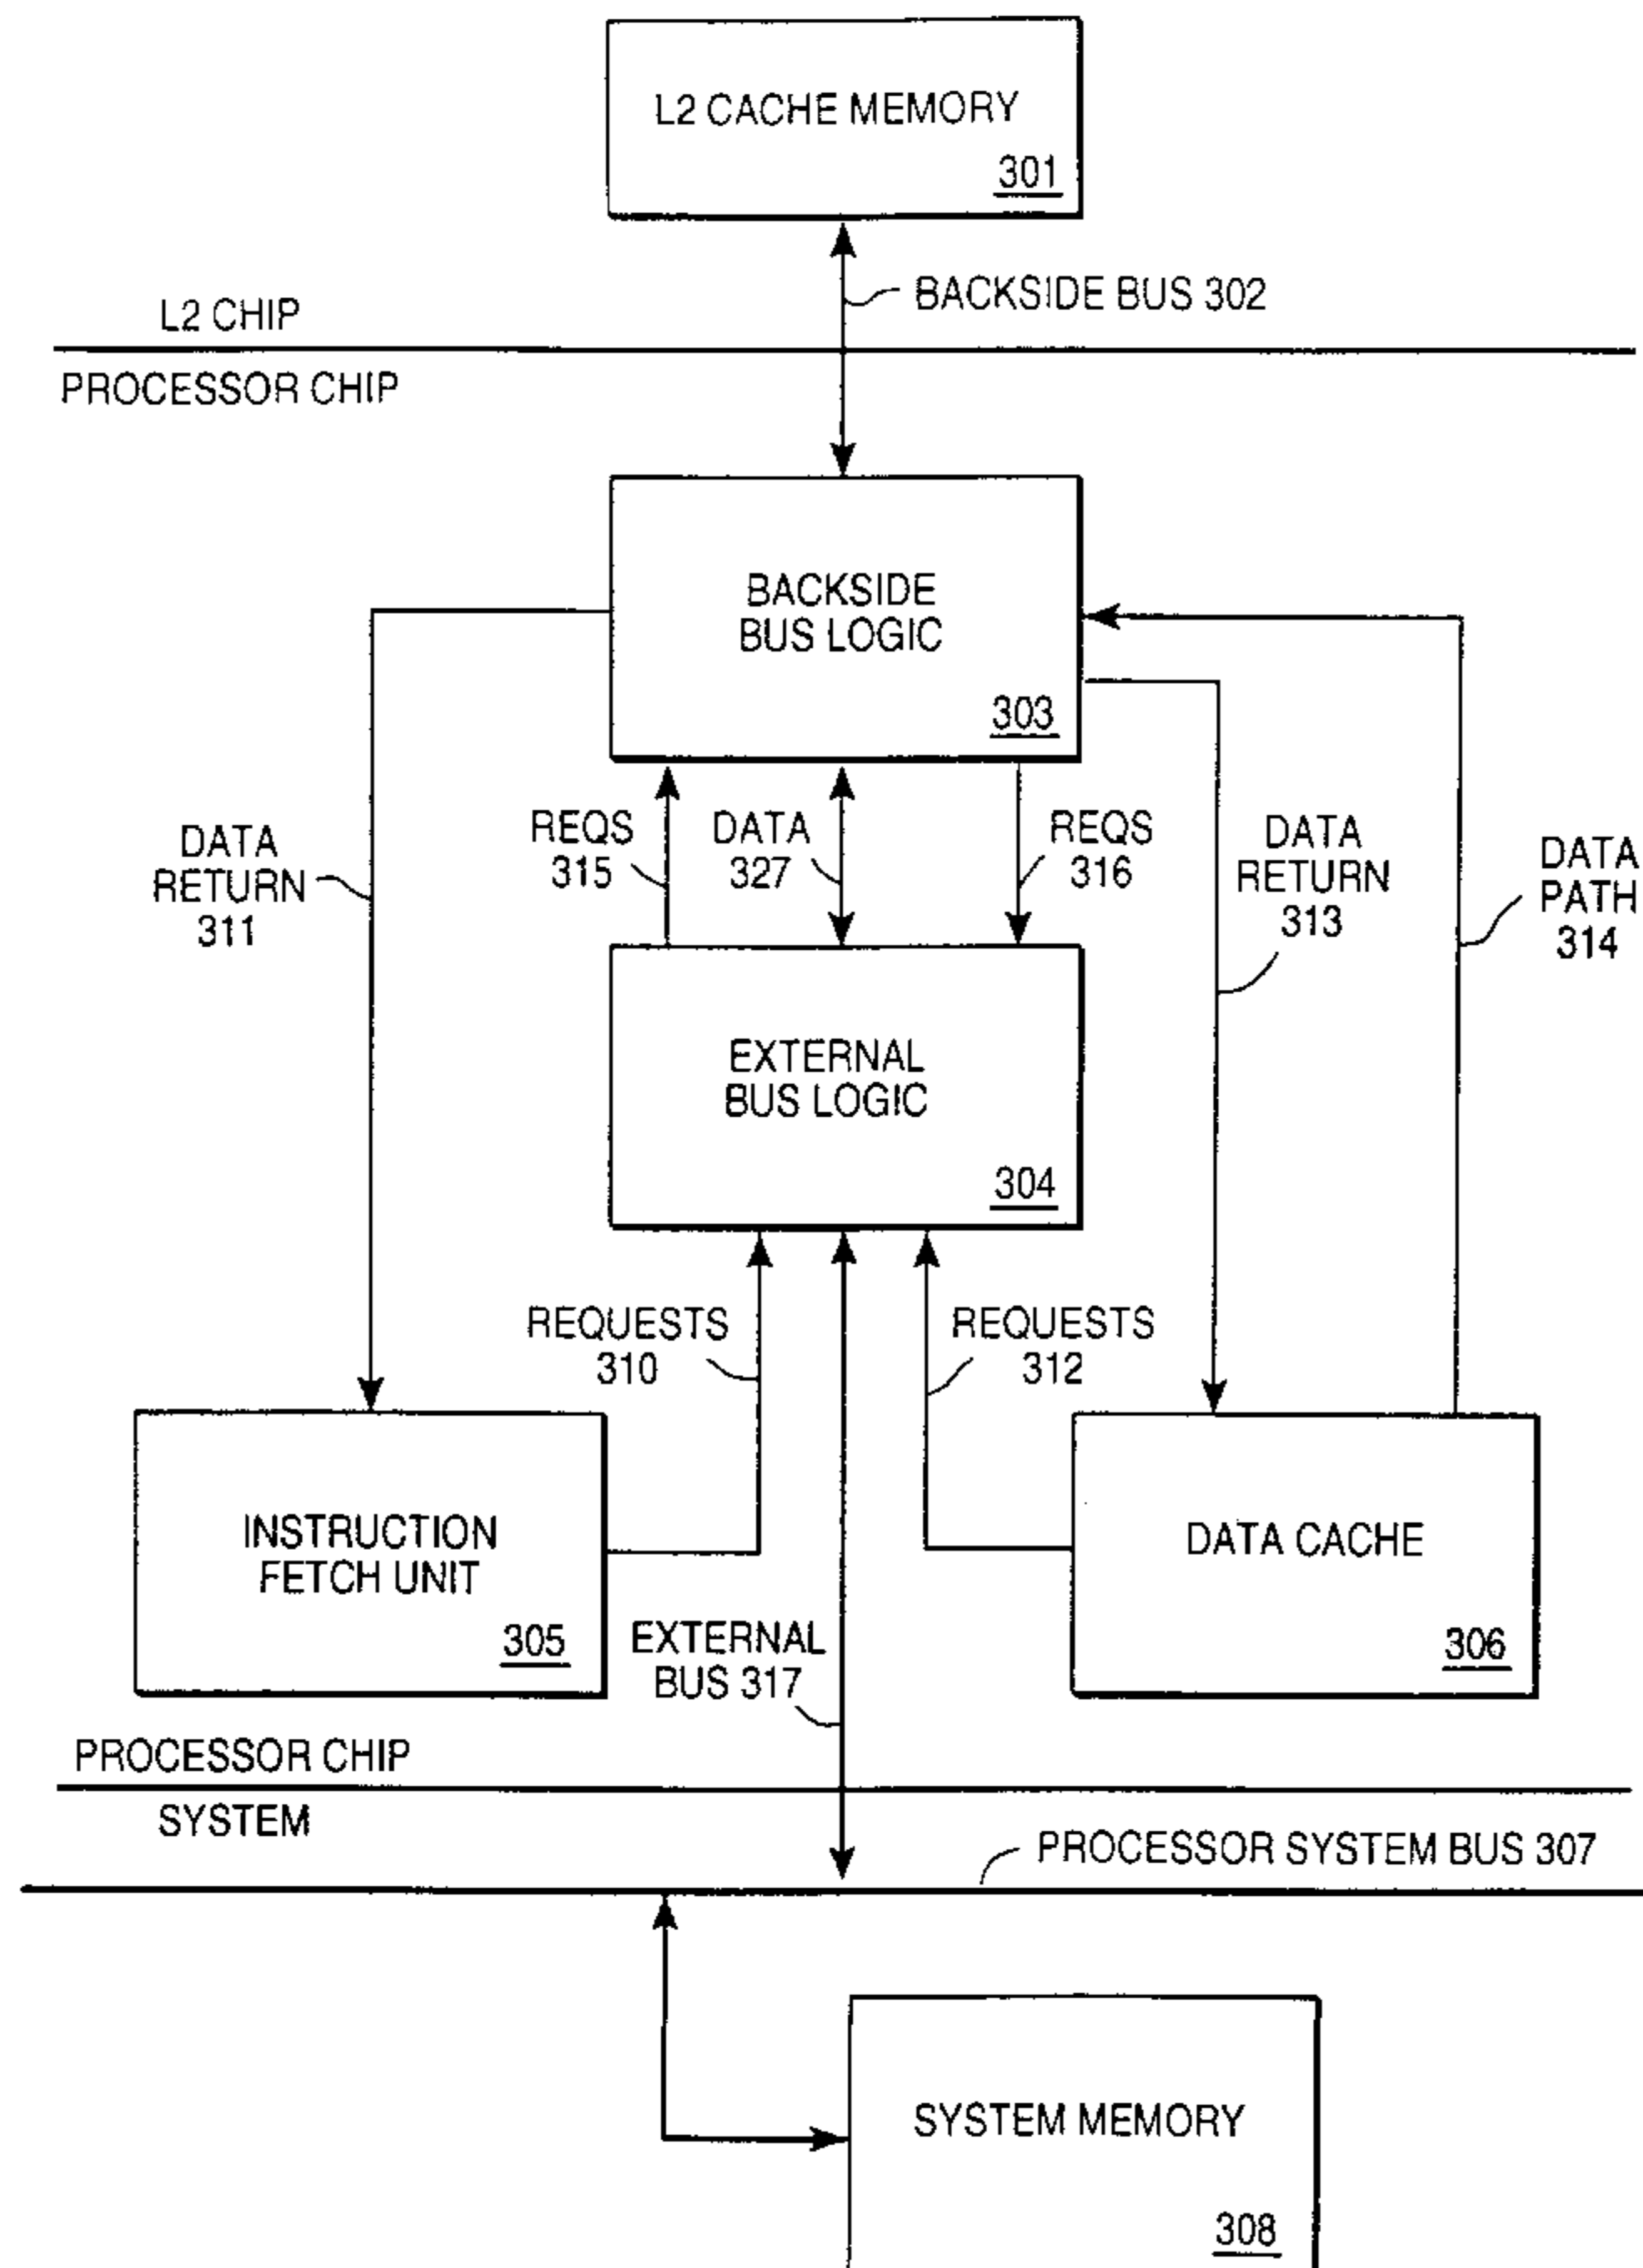 L2 CACHE MEMORY
301
BACKSIDE BUS 302
L2 CHIP
PROCESSOR CHIP
BACKSIDE
BUS LOGIC
303
DATA
RETURN
311
REQS
315
DATA
327
REQS
316
DATA
RETURN
313
DATA
PATH
314
EXTERNAL
BUS LOGIC
304
REQUESTS
310
REQUESTS
312
INSTRUCTION
FETCH UNIT
305
EXTERNAL
BUS 317
DATA CACHE
306
PROCESSOR CHIP
SYSTEM
PROCESSOR SYSTEM BUS 307
SYSTEM MEMORY
308